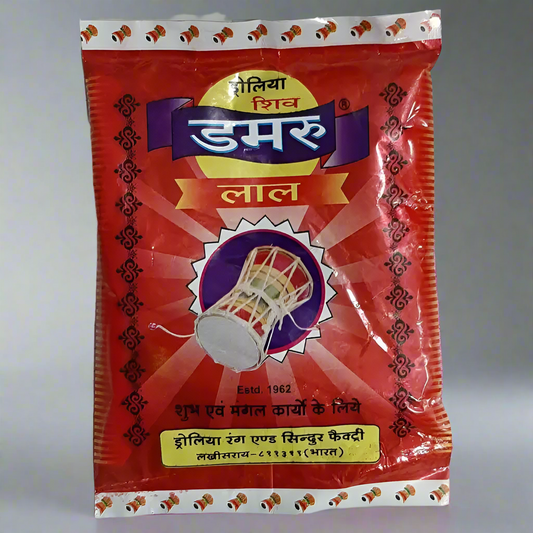 ड्रोलिया
शिव
डमरु ®
लाल
Estd. 1962
शुभ एवं मंगल कार्यो के लिये
ड्रोलिया रंग एण्ड सिन्दुर फैक्ट्री
लखीसराय-८११३११(भारत)